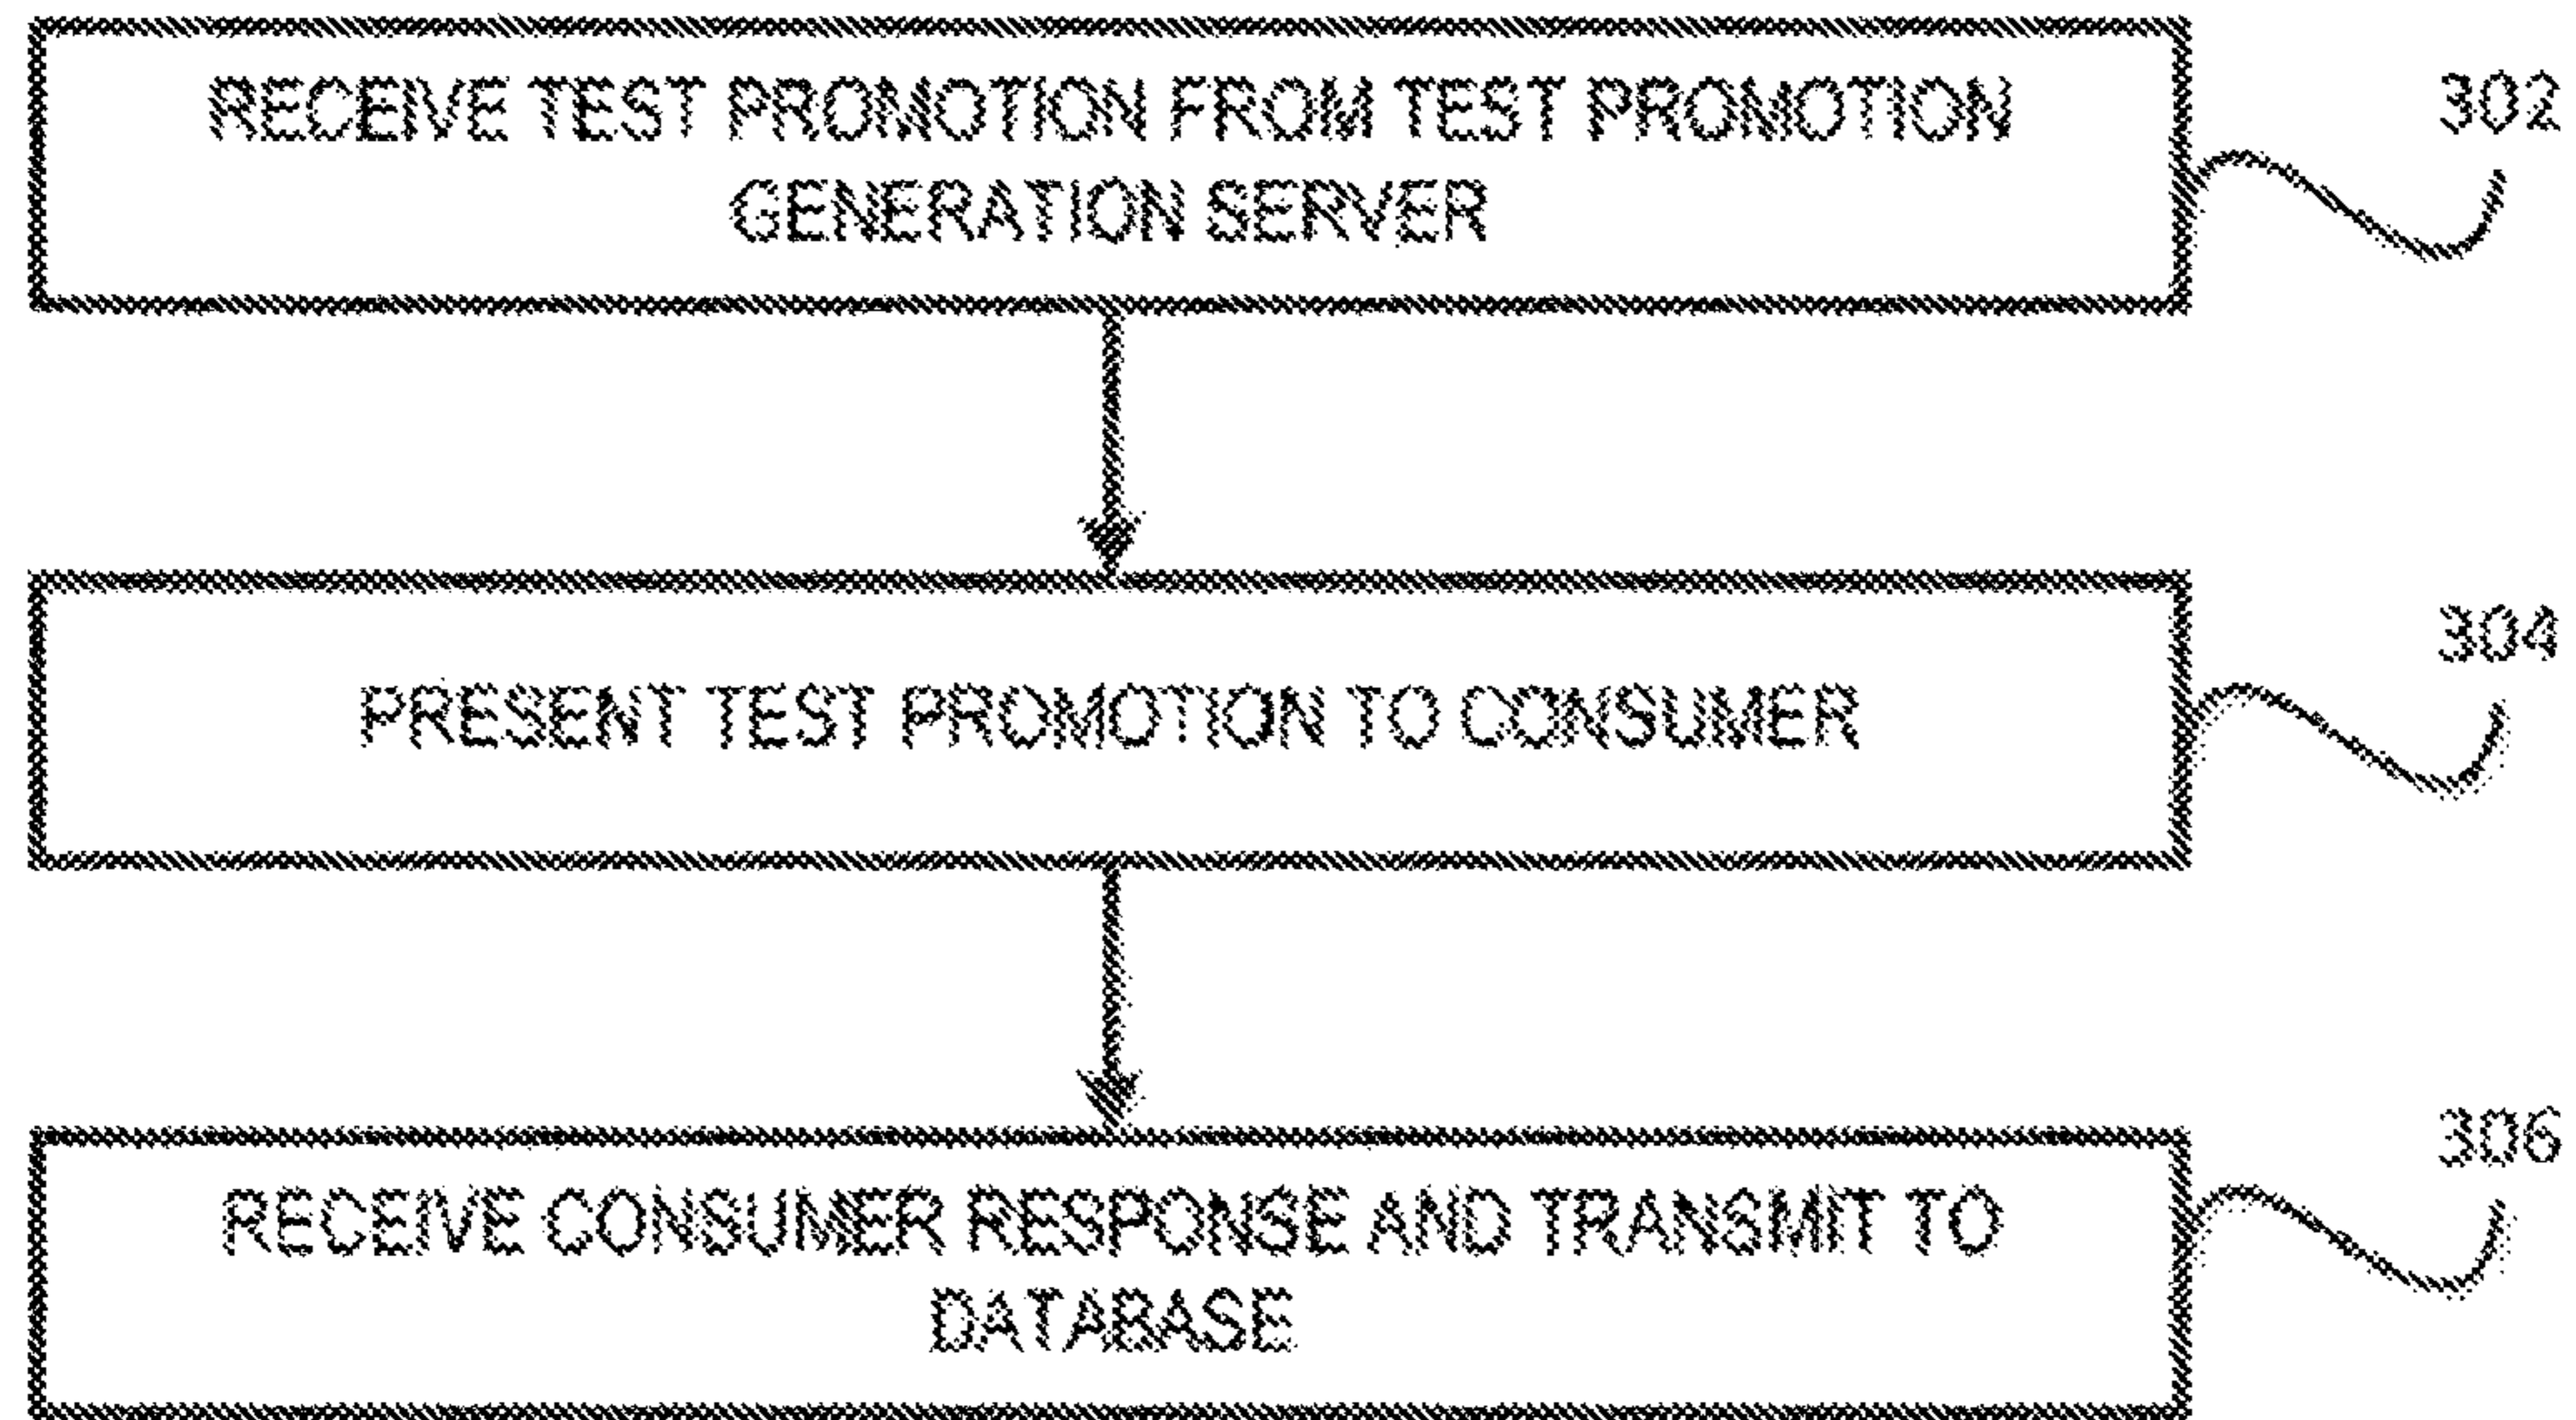 RECEIVE TEST PROMOTION FROM TEST PROMOTION
GENERATION SERVER
302
PRESENT TEST PROMOTION TO CONSUMER
304
RECEIVE CONSUMER RESPONSE AND TRANSMIT TO
DATABASE
306